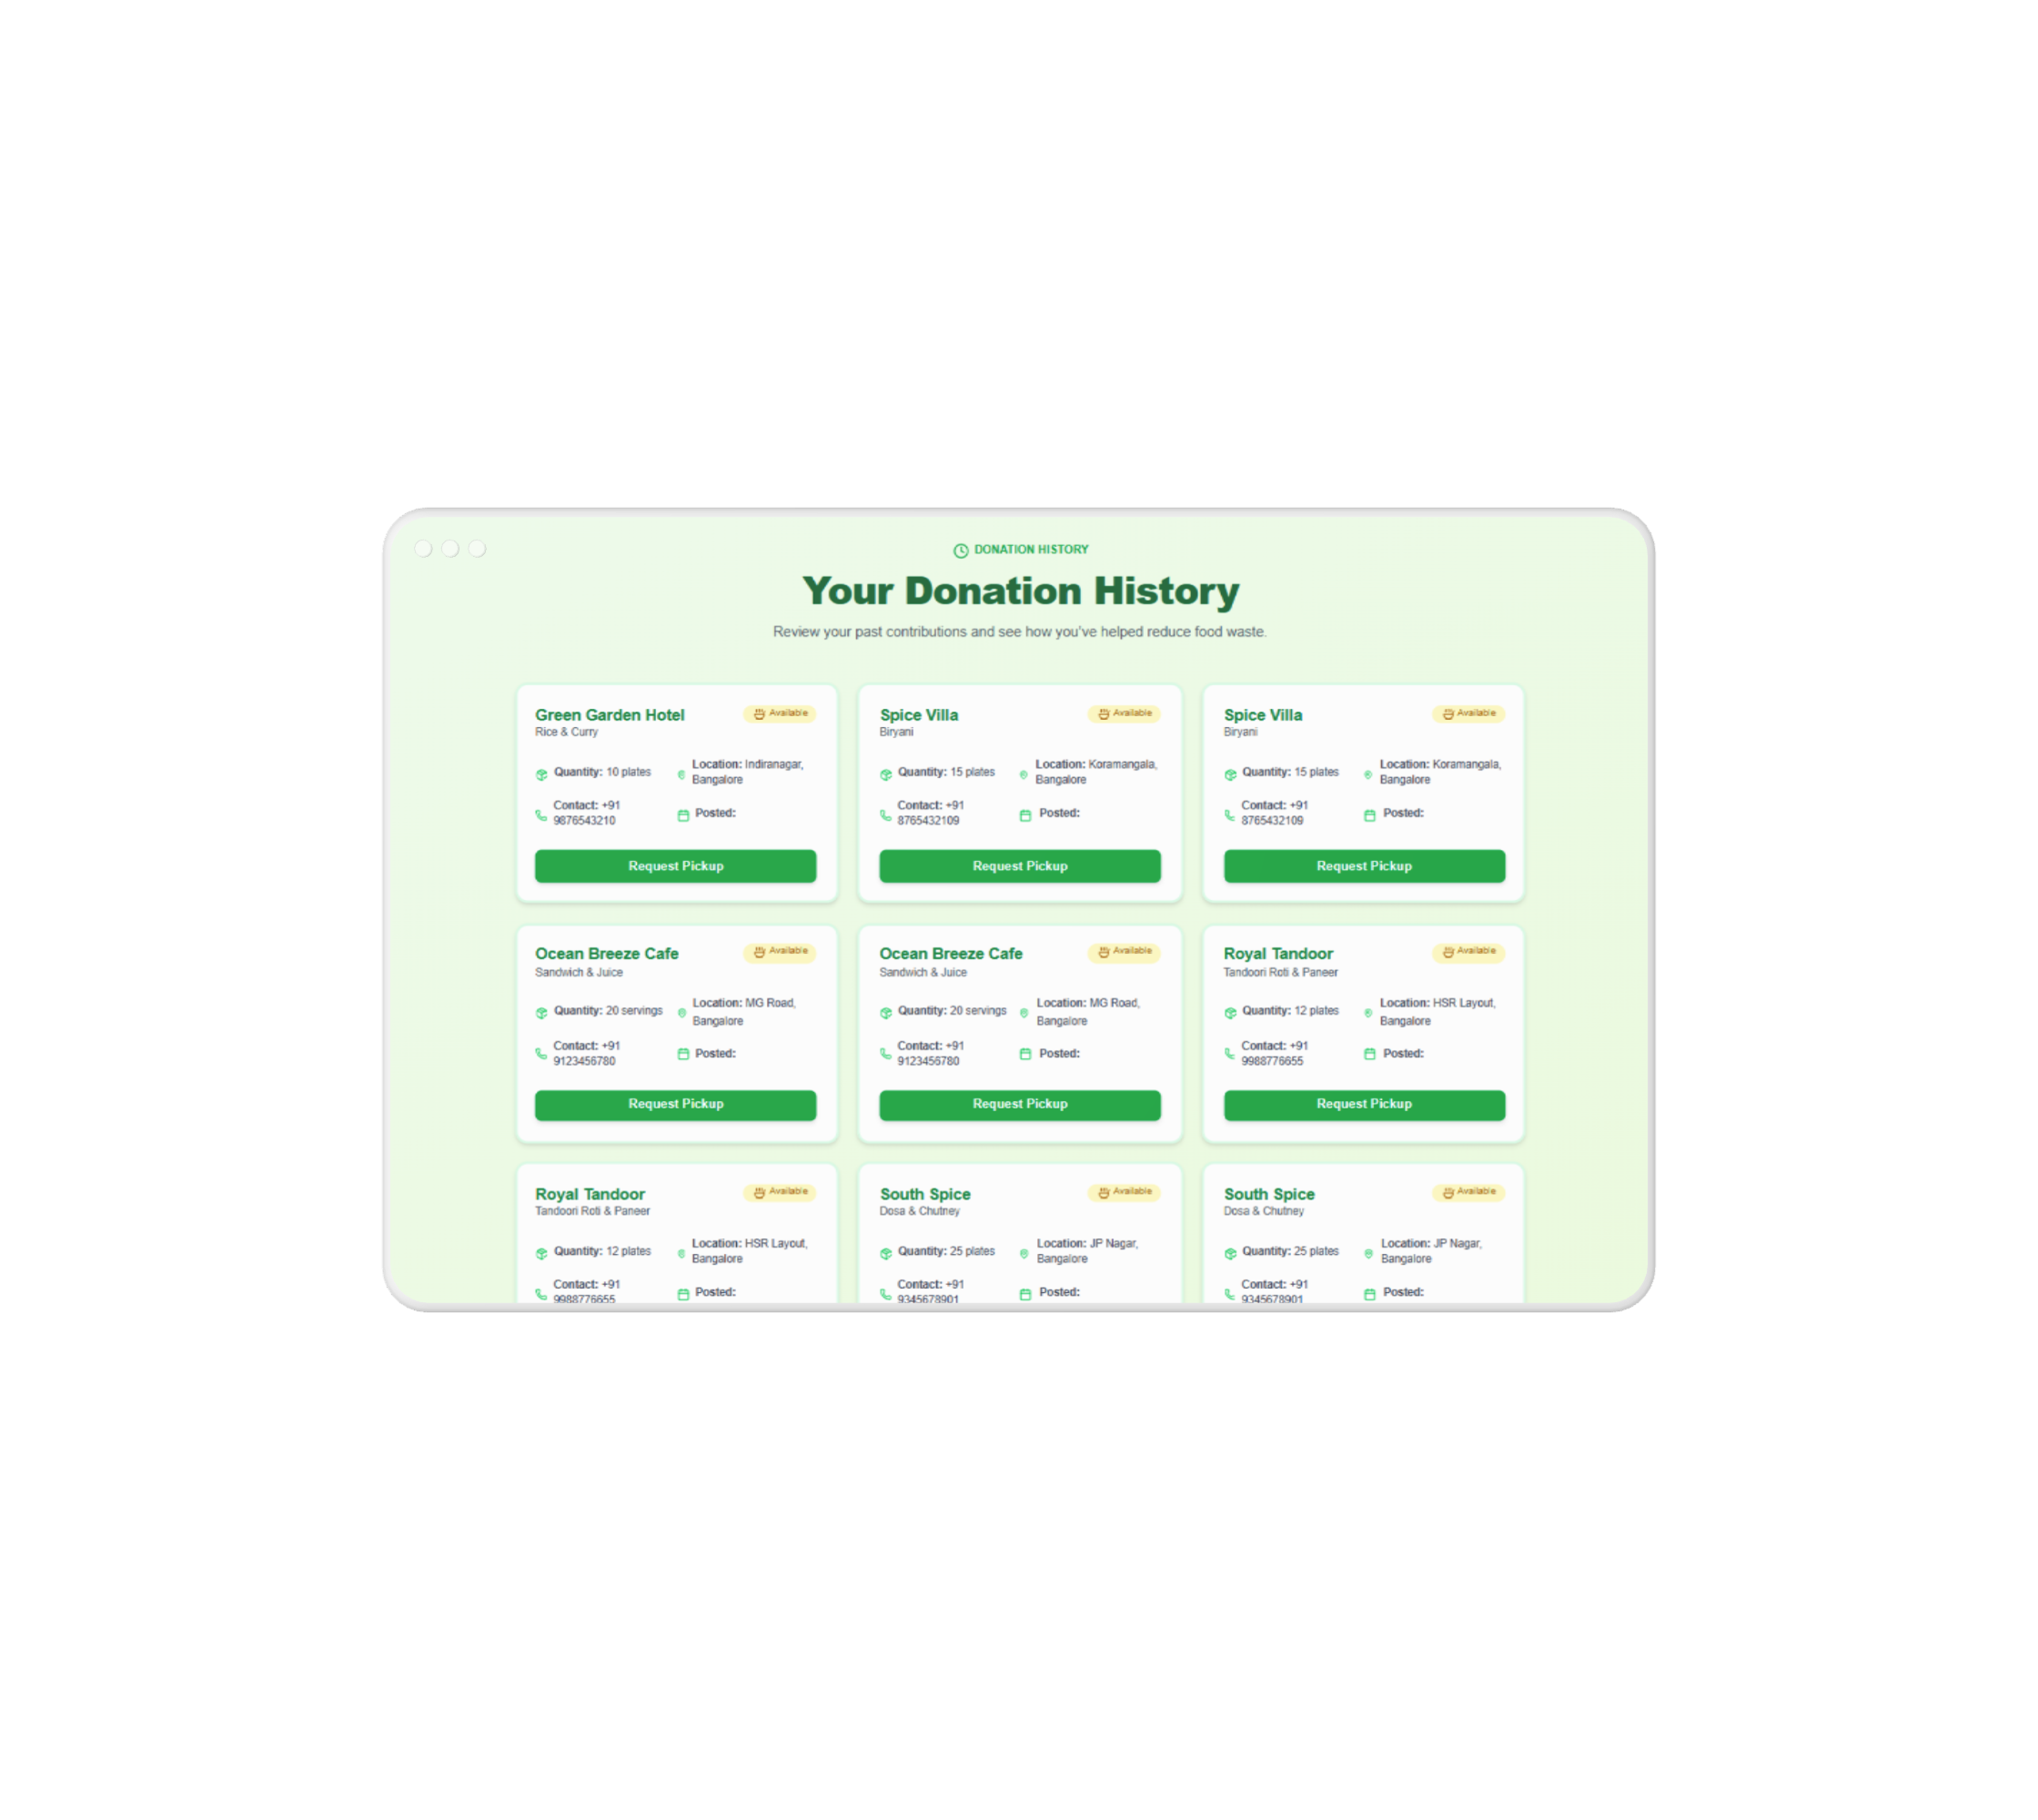 DONATION HISTORY
Your Donation History
Review your past contributions and see how you've helped reduce food waste.
Green Garden Hotel
Available
Rice & Curry
Quantity: 10 plates
Location: Indiranagar,
Bangalore
Contact: +91
9876543210
Posted:
Request Pickup
Spice Villa
Available
Biryani
Quantity: 15 plates
Location: Koramangala,
Bangalore
Contact: +91
8765432109
Posted:
Request Pickup
Spice Villa
Available
Biryani
Quantity: 15 plates
Location: Koramangala,
Bangalore
Contact: +91
8765432109
Posted:
Request Pickup
Ocean Breeze Cafe
Available
Sandwich & Juice
Quantity: 20 servings
Location: MG Road,
Bangalore
Contact: +91
9123456780
Posted:
Request Pickup
Ocean Breeze Cafe
Available
Sandwich & Juice
Quantity: 20 servings
Location: MG Road,
Bangalore
Contact: +91
9123456780
Posted:
Request Pickup
Royal Tandoor
Available
Tandoori Roti & Paneer
Quantity: 12 plates
Location: HSR Layout,
Bangalore
Contact: +91
9988776655
Posted:
Request Pickup
Royal Tandoor
Available
Tandoori Roti & Paneer
Quantity: 12 plates
Location: HSR Layout,
Bangalore
Contact: +91
9988776655
Posted:
South Spice
Available
Dosa & Chutney
Quantity: 25 plates
Location: JP Nagar,
Bangalore
Contact: +91
9345678901
Posted:
South Spice
Available
Dosa & Chutney
Quantity: 25 plates
Location: JP Nagar,
Bangalore
Contact: +91
9345678901
Posted: